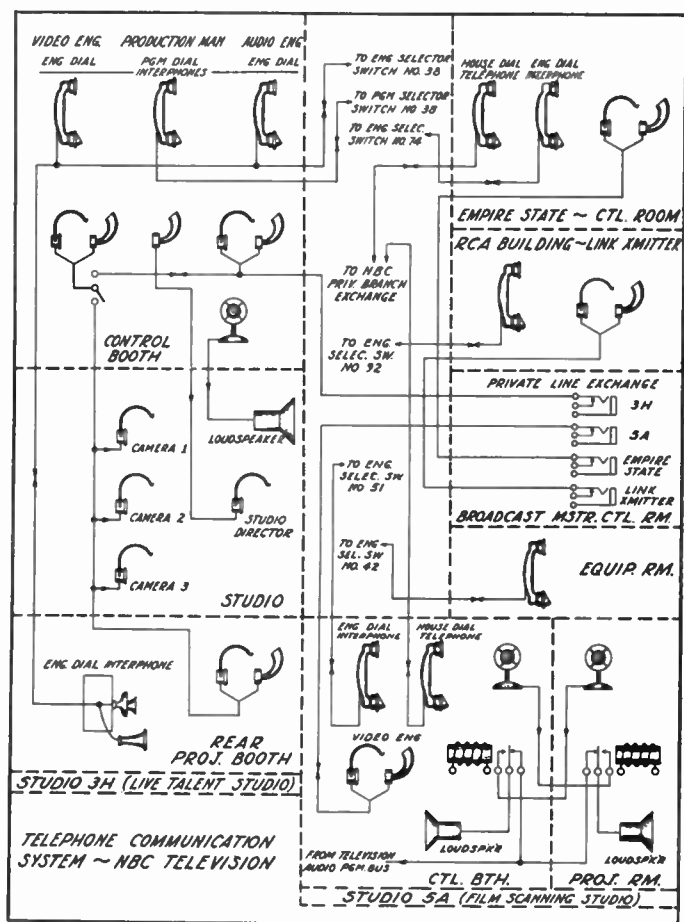 VIDEO ENG.
ENG DIAL
PRODUCTION MAN
PGM DIAL
INTERPHONES
AUDIO ENG
ENG DIAL
TO ENG SELECTOR
SWITCH NO. 38
TO PGM SELECTOR
SWITCH NO 38
TO ENG SELEC.
SWITCH NO. 74
HOUSE DIAL
TELEPHONE
ENG DIAL
INTERPHONE
EMPIRE STATE ~ CTL. ROOM
RCA BUILDING ~ LINK XMITTER
TO NBC
PRIV. BRANCH
EXCHANGE
TO ENG.
SELEC. SW.
NO 92
CONTROL
BOOTH
PRIVATE LINE EXCHANGE
3H
5A
EMPIRE
STATE
LINK
XMITTER
BROADCAST MSTR. CTL. RM.
LOUDSPEAKER
CAMERA 1
CAMERA 2
CAMERA 3
STUDIO
DIRECTOR
STUDIO
TO ENG.
SELEC. SW
NO 51
TO ENG
SEL. SW
NO. 42
EQUIP. RM.
ENG DIAL INTERPHONE
REAR
PROJ. BOOTH
ENG DIAL
INTERPHONE
HOUSE DIAL
TELEPHONE
VIDEO ENG
LOUDSPK'R
LOUDSPK'R
FROM TELEVISION
AUDIO PGM. BUS
CTL. BTH.
PROJ. RM.
STUDIO 3H (LIVE TALENT STUDIO)
STUDIO 5A (FILM SCANNING STUDIO)
TELEPHONE COMMUNICATION
SYSTEM ~ NBC TELEVISION